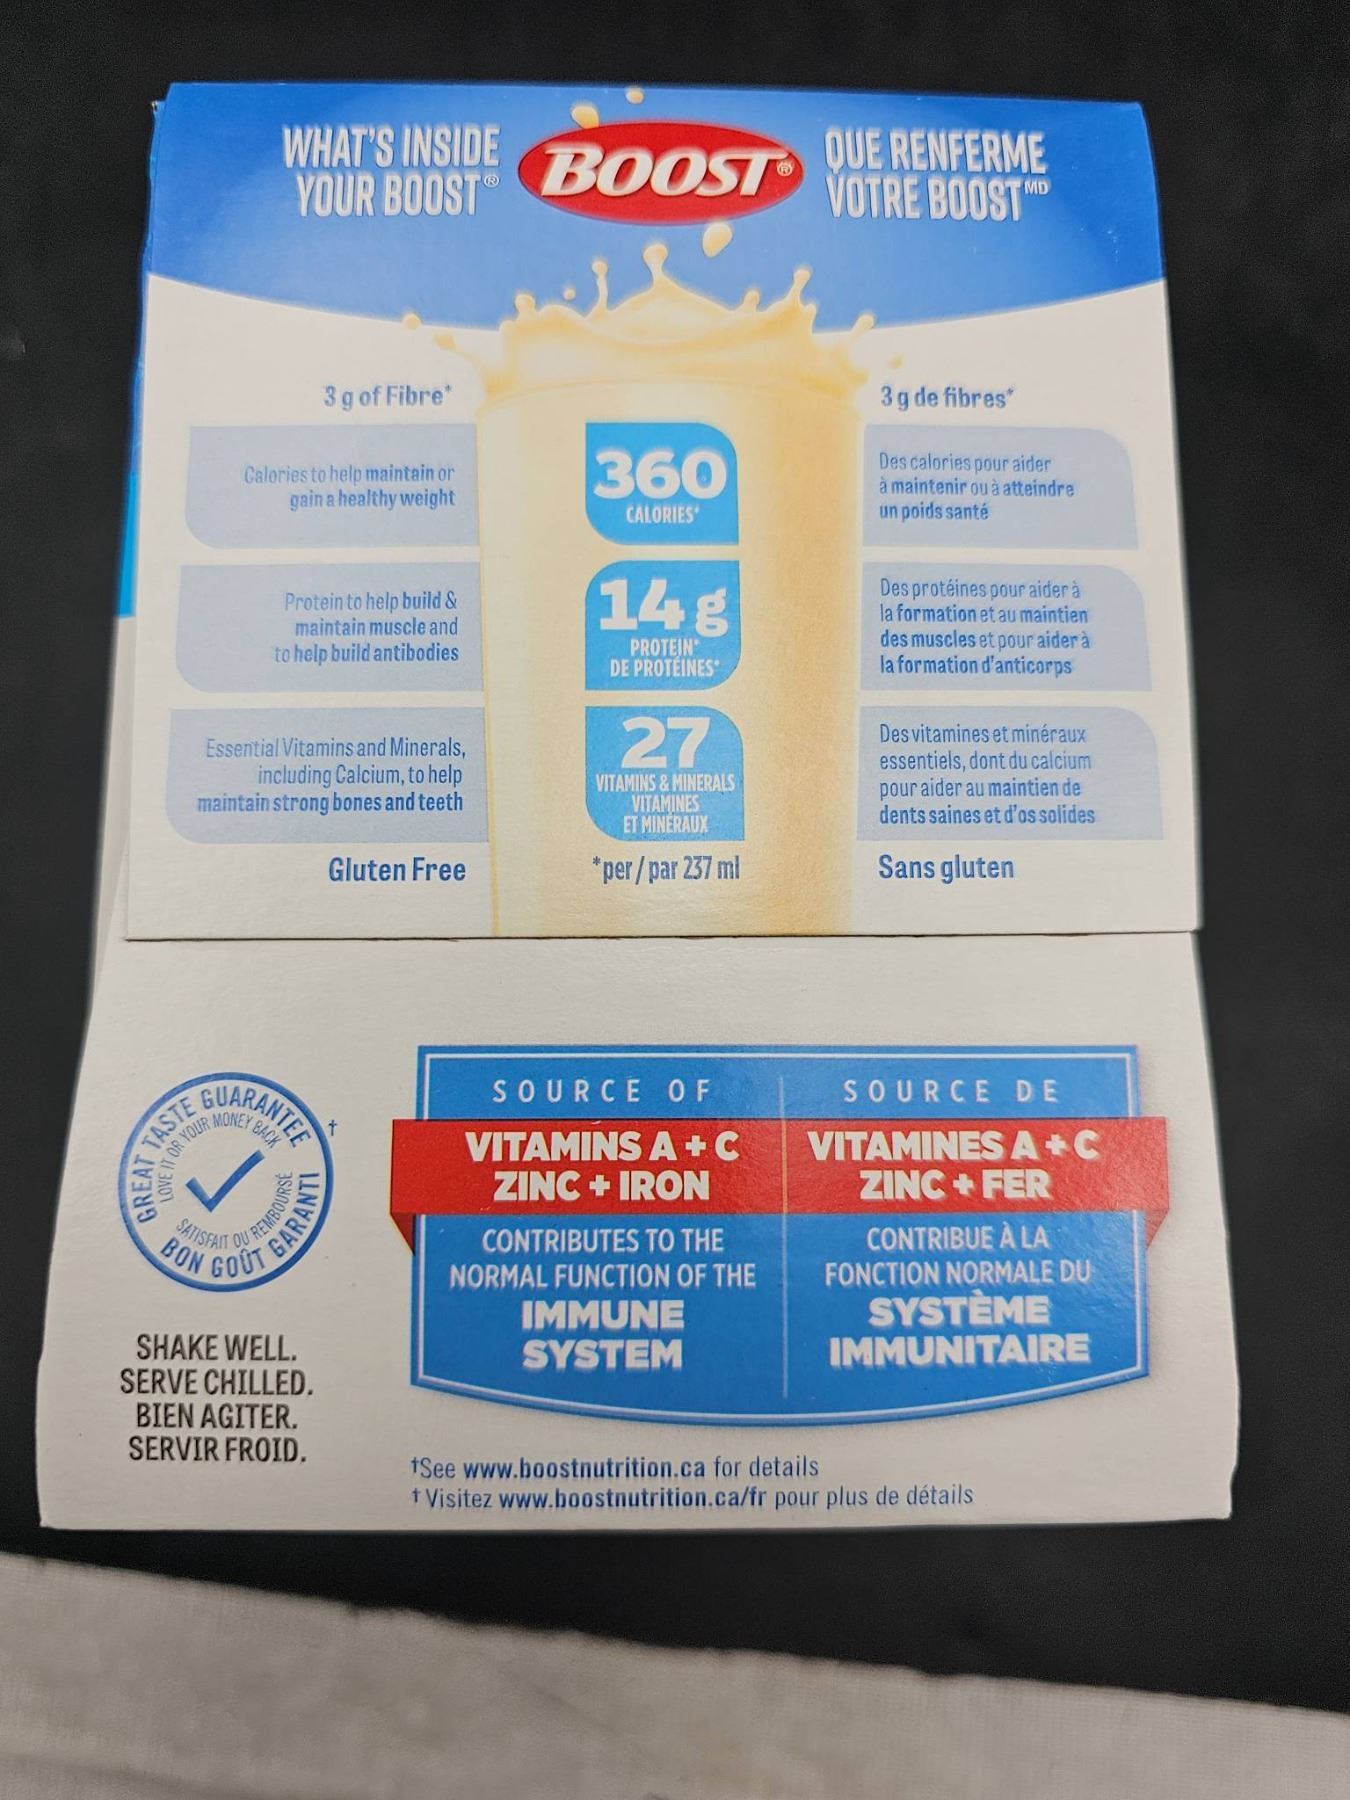 WHAT'S INSIDE
YOUR BOOST®
BOOST®
QUE RENFERME
VOTRE BOOST MD
3 g of Fibre*
Calories to help maintain or
gain a healthy weight
Protein to help build &
maintain muscle and
to help build antibodies
Essential Vitamins and Minerals,
including Calcium, to help
maintain strong bones and teeth
Gluten Free
360
CALORIES*
14 g
PROTEIN*
DE PROTÉINES*
27
VITAMINS & MINERALS
VITAMINES
ET MINÉRAUX
*per / par 237 ml
3 g de fibres*
Des calories pour aider
à maintenir ou à atteindre
un poids santé
Des protéines pour aider à
la formation et au maintien
des muscles et pour aider à
la formation d'anticorps
Des vitamines et minéraux
essentiels, dont du calcium
pour aider au maintien de
dents saines et d'os solides
Sans gluten
GREAT TASTE GUARANTEE †
LOVE IT OR YOUR MONEY BACK
SATISFAIT OU REMBOURSÉ
BON GOÛT GARANTI
SHAKE WELL.
SERVE CHILLED.
BIEN AGITER.
SERVIR FROID.
SOURCE OF
VITAMINS A + C
ZINC + IRON
CONTRIBUTES TO THE
NORMAL FUNCTION OF THE
IMMUNE
SYSTEM
SOURCE DE
VITAMINES A + C
ZINC + FER
CONTRIBUE À LA
FONCTION NORMALE DU
SYSTÈME
IMMUNITAIRE
†See www.boostnutrition.ca for details
† Visitez www.boostnutrition.ca/fr pour plus de détails